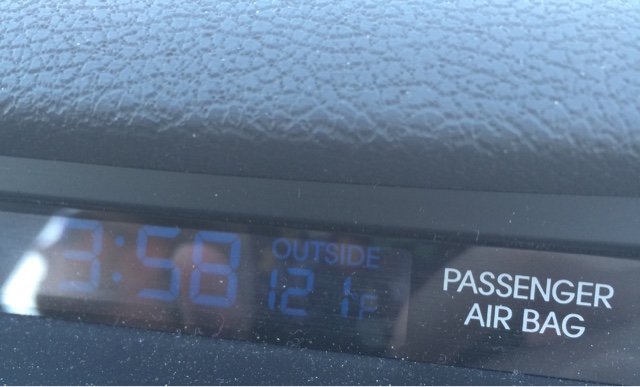 3:58
OUTSIDE
121F
PASSENGER
AIR BAG